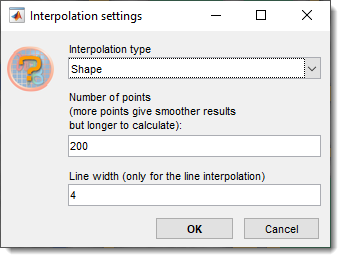 Interpolation settings
Interpolation type
Shape
Number of points
(more points give smoother results
but longer to calculate):
200
Line width (only for the line interpolation)
4
OK
Cancel